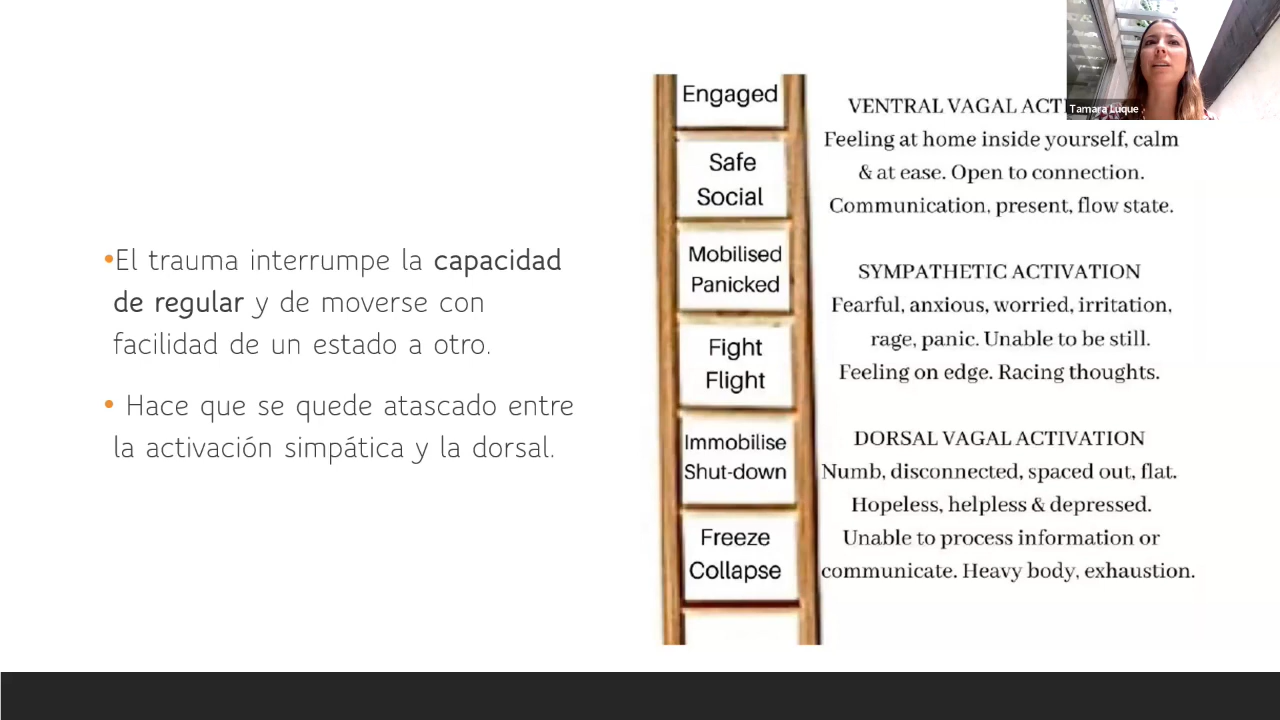 •El trauma interrumpe la capacidad
de regular y de moverse con
facilidad de un estado a otro.
• Hace que se quede atascado entre
la activación simpática y la dorsal.
Engaged
Safe
Social
Mobilised
Panicked
Fight
Flight
Immobilise
Shut-down
Freeze
Collapse
VENTRAL VAGAL
Feeling at home inside yourself, calm
& at ease. Open to connection.
Communication, present, flow state.
SYMPATHETIC ACTIVATION
Fearful, anxious, worried, irritation,
rage, panic. Unable to be still.
Feeling on edge. Racing thoughts.
DORSAL VAGAL ACTIVATION
Numb, disconnected, spaced out, flat.
Hopeless, helpless & depressed.
Unable to process information or
communicate. Heavy body, exhaustion.
Tamara Luque